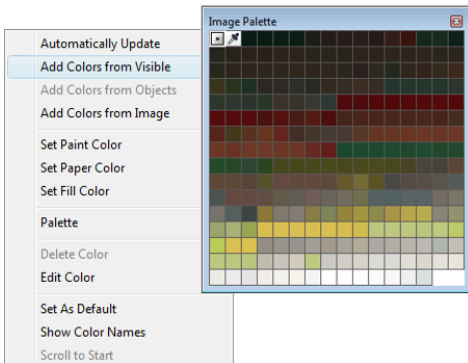 Image Palette
Automatically Update
Add Colors from Visible
Add Colors from Objects
Add Colors from Image
Set Paint Color
Set Paper Color
Set Fill Color
Palette
Delete Color
Edit Color
Set As Default
Show Color Names
Scroll to Start